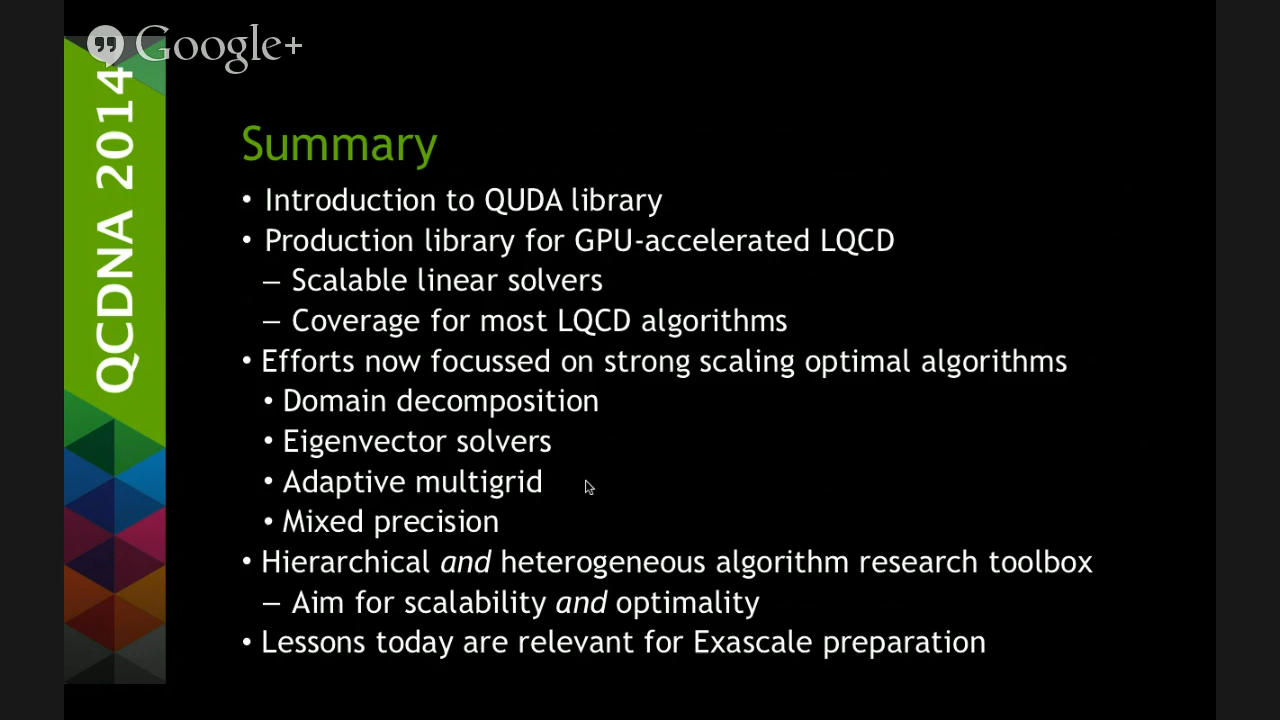 Google+
QCDNA 2014
Summary
• Introduction to QUDA library
• Production library for GPU-accelerated LQCD
– Scalable linear solvers
– Coverage for most LQCD algorithms
• Efforts now focussed on strong scaling optimal algorithms
• Domain decomposition
• Eigenvector solvers
• Adaptive multigrid
• Mixed precision
• Hierarchical and heterogeneous algorithm research toolbox
– Aim for scalability and optimality
• Lessons today are relevant for Exascale preparation